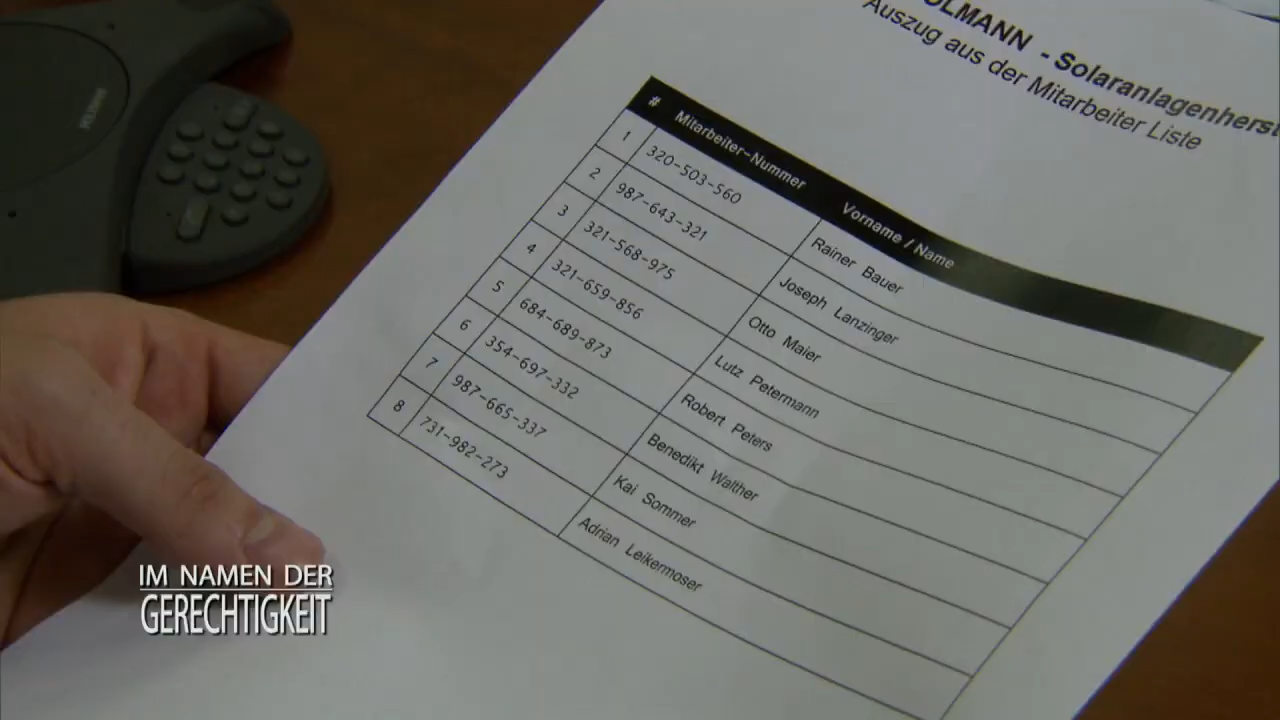 OLMANN - Solaranlagenherst
Auszug aus der Mitarbeiter Liste
# Mitarbeiter-Nummer Vorname / Name
1 320-503-560 Rainer Bauer
2 987-643-321 Joseph Lanzinger
3 321-568-975 Otto Maier
4 321-659-856 Lutz Petermann
5 684-689-873 Robert Peters
6 354-697-332 Benedikt Walther
7 987-665-337 Kai Sommer
8 731-982-273 Adrian Leikermoser
IM NAMEN DER
GERECHTIGKEIT